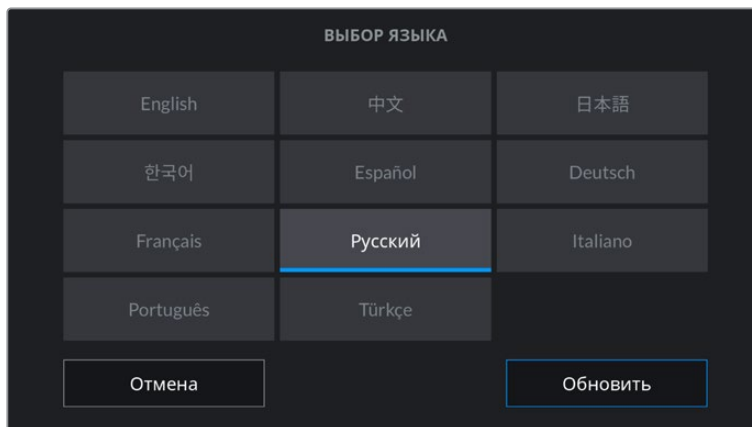 ВЫБОР ЯЗЫКА
English 中文 日本語
한국어 Español Deutsch
Français Русский Italiano
Português Türkçe
Отмена Обновить